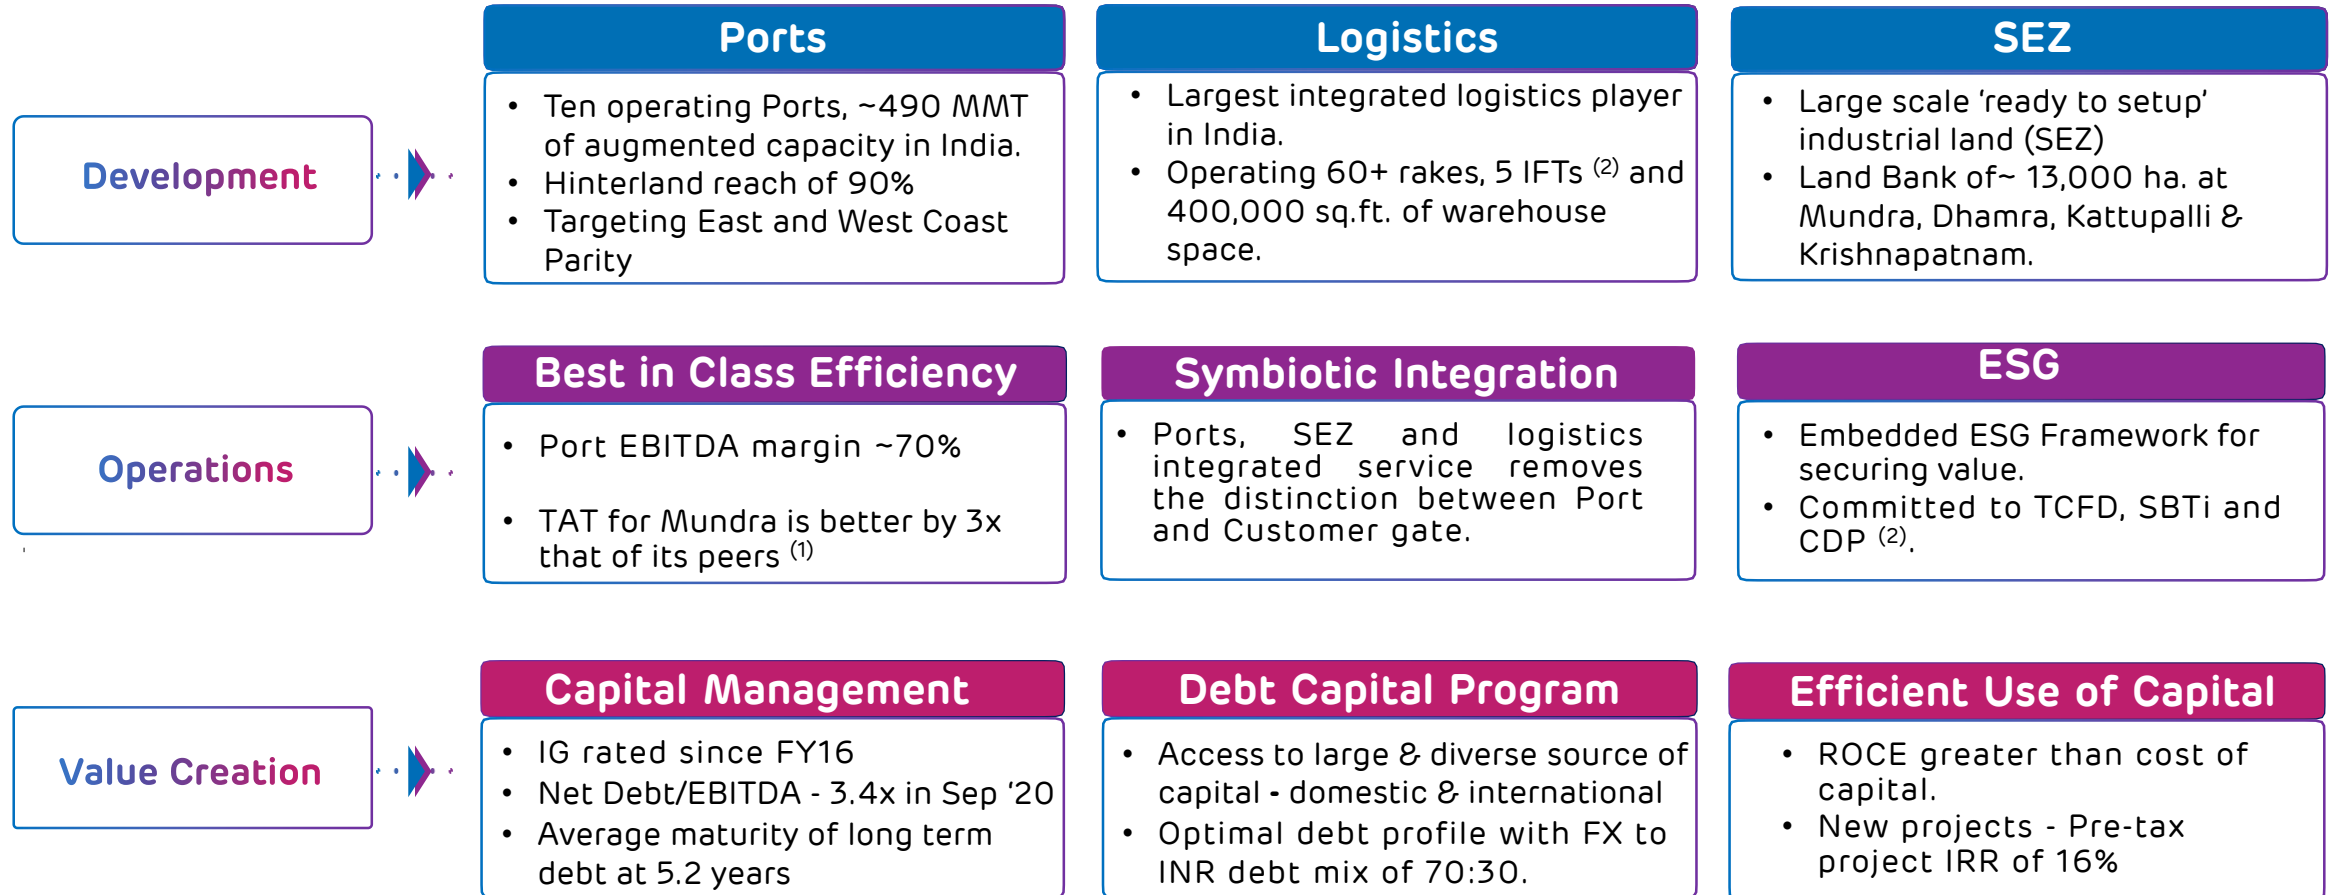 Ports
Logistics
SEZ
Development
• Ten operating Ports, ~490 MMT
of augmented capacity in India.
• Hinterland reach of 90%
• Targeting East and West Coast
Parity
• Largest integrated logistics player
in India.
• Operating 60+ rakes, 5 IFTs (2) and
400,000 sq.ft. of warehouse
space.
• Large scale ‘ready to setup’
industrial land (SEZ)
• Land Bank of~ 13,000 ha. at
Mundra, Dhamra, Kattupalli &
Krishnapatnam.
Best in Class Efficiency
Symbiotic Integration
ESG
Operations
• Port EBITDA margin ~70%
• TAT for Mundra is better by 3x
that of its peers (1)
• Ports, SEZ and logistics
integrated service removes
the distinction between Port
and Customer gate.
• Embedded ESG Framework for
securing value.
• Committed to TCFD, SBTi and
CDP (2).
Capital Management
Debt Capital Program
Efficient Use of Capital
Value Creation
• IG rated since FY16
• Net Debt/EBITDA - 3.4x in Sep ‘20
• Average maturity of long term
debt at 5.2 years
• Access to large & diverse source of
capital - domestic & international
• Optimal debt profile with FX to
INR debt mix of 70:30.
• ROCE greater than cost of
capital.
• New projects - Pre-tax
project IRR of 16%